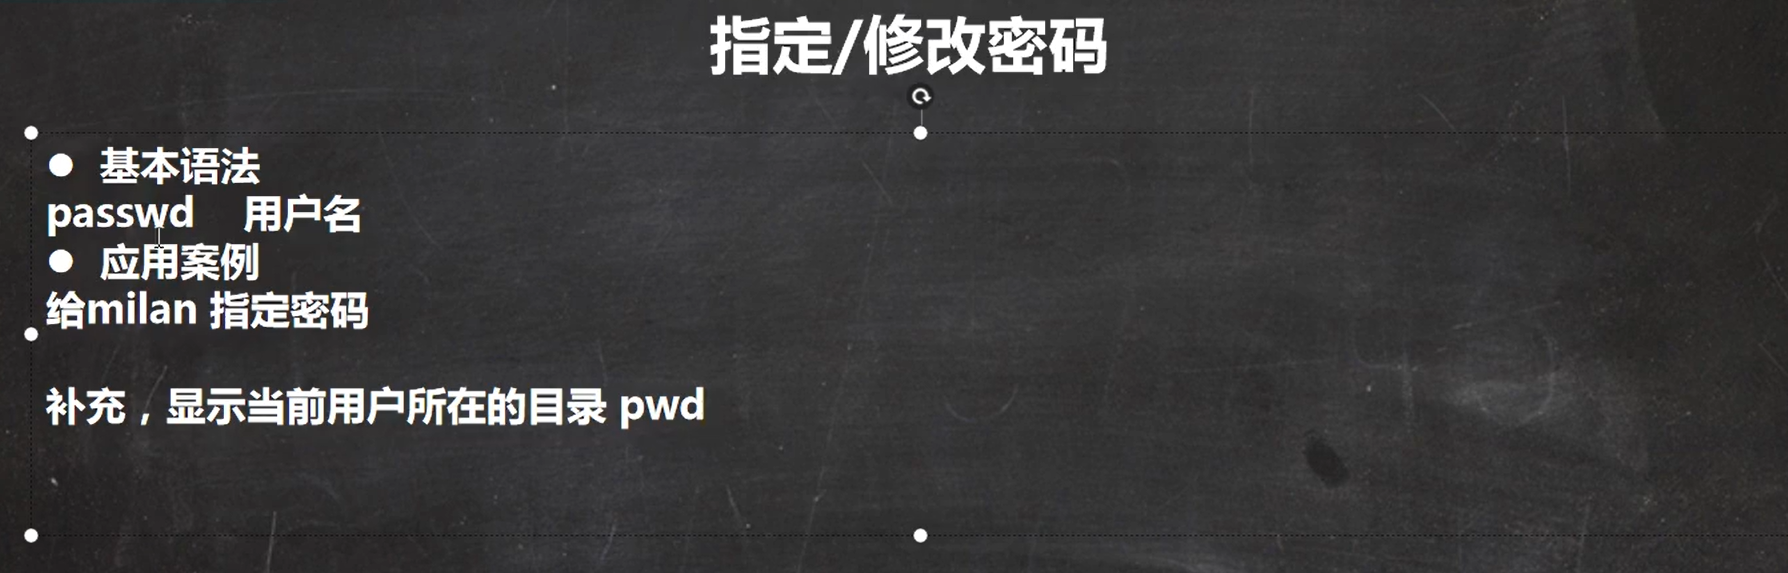 指定/修改密码
● 基本语法
passwd 用户名
● 应用案例
给milan 指定密码
补充，显示当前用户所在的目录 pwd